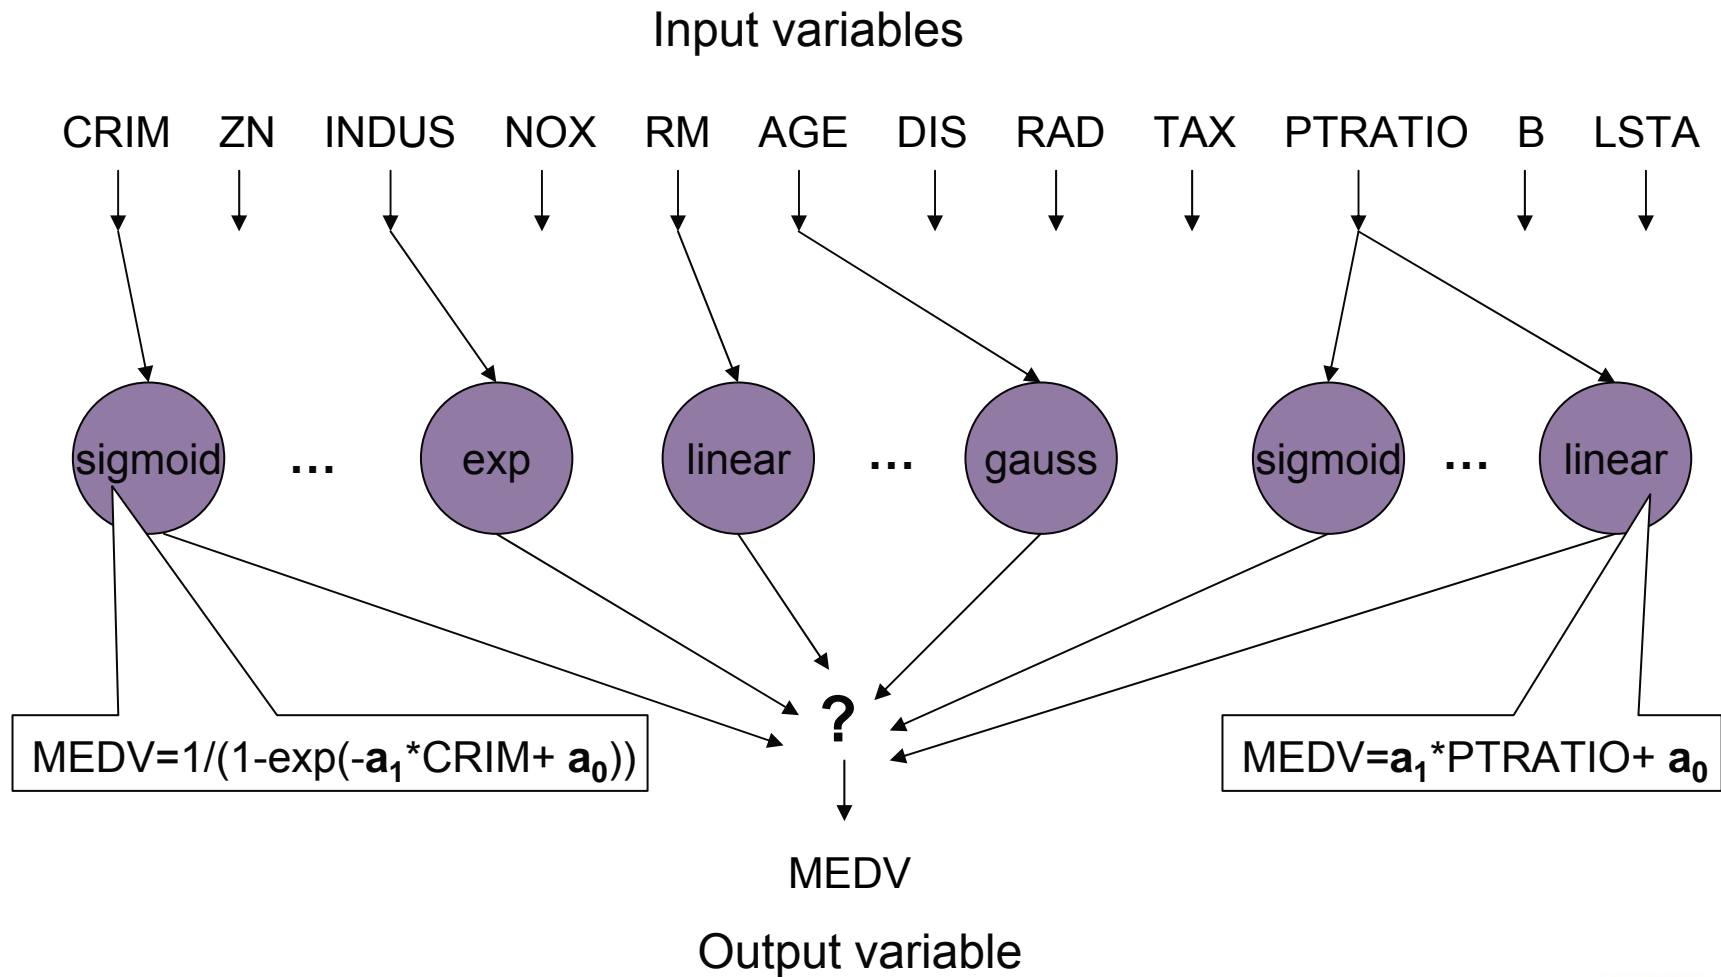 Input variables
CRIM ZN INDUS NOX RM AGE DIS RAD TAX PTRATIO B LSTA
sigmoid ... exp linear ... gauss sigmoid ... linear
?
MEDV=1/(1-exp(-a₁*CRIM+ a₀))
MEDV=a₁*PTRATIO+ a₀
MEDV
Output variable